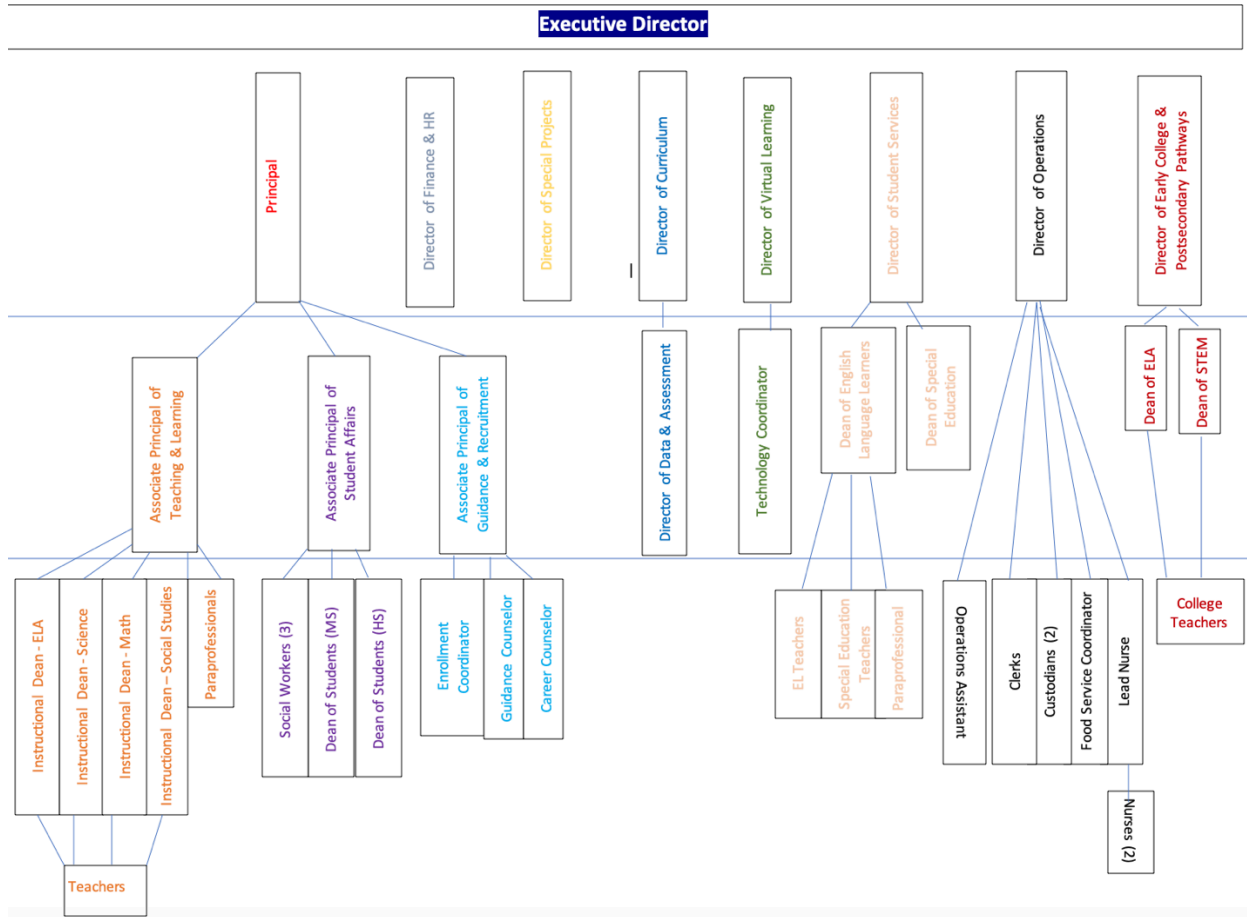 Executive Director
Principal
Director of Finance & HR
Director of Special Projects
Director of Curriculum
Director of Virtual Learning
Director of Student Services
Director of Operations
Director of Early College &
Postsecondary Pathways
Associate Principal of
Teaching & Learning
Associate Principal of
Student Affairs
Associate Principal of
Guidance & Recruitment
Director of Data & Assessment
Technology Coordinator
Dean of English
Language Learners
Dean of Special
Education
Dean of ELA
Dean of STEM
Instructional Dean - ELA
Instructional Dean - Science
Instructional Dean - Math
Instructional Dean – Social Studies
Paraprofessionals
Social Workers (3)
Dean of Students (MS)
Dean of Students (HS)
Enrollment
Coordinator
Guidance Counselor
Career Counselor
EL Teachers
Special Education
Teachers
Paraprofessional
Operations Assistant
Clerks
Custodians (2)
Food Service Coordinator
Lead Nurse
College
Teachers
Nurses (2)
Teachers